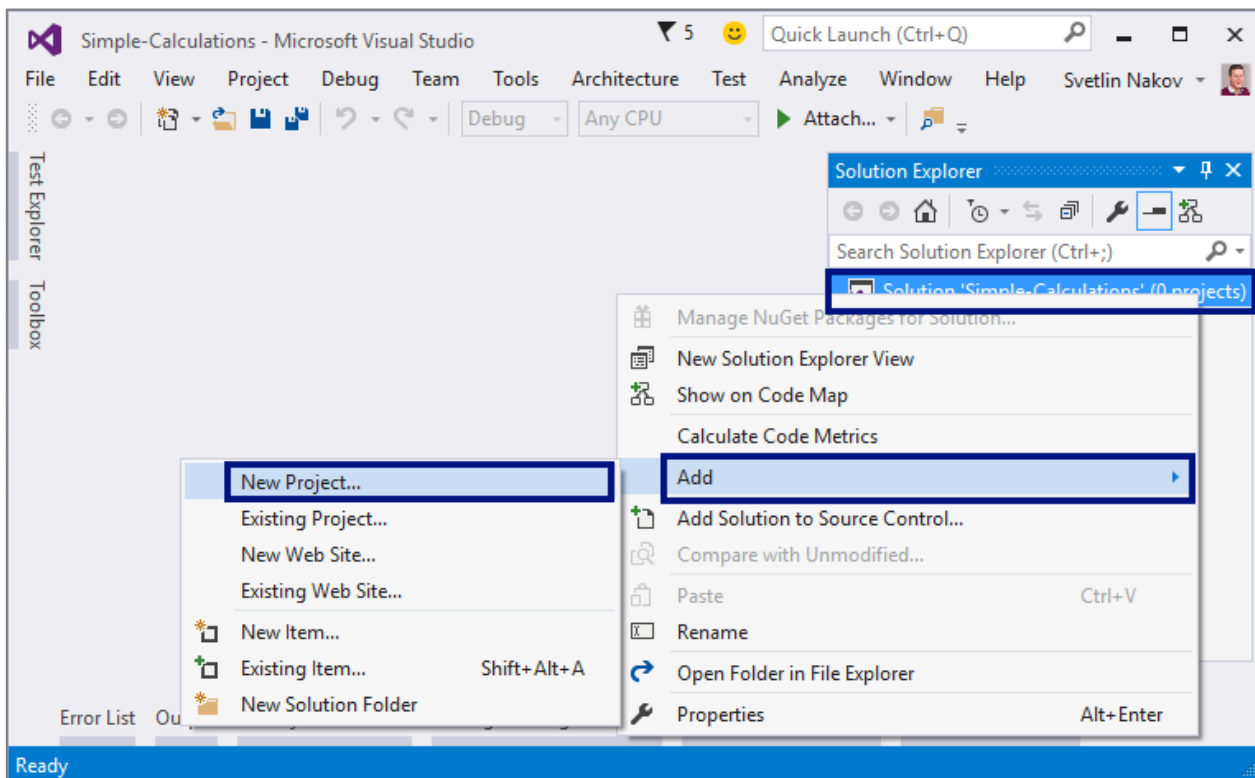 Simple-Calculations - Microsoft Visual Studio
5
Quick Launch (Ctrl+Q)
File Edit View Project Debug Team Tools Architecture Test Analyze Window Help Svetlin Nakov
Debug Any CPU Attach...
Test Explorer
Toolbox
Solution Explorer
Search Solution Explorer (Ctrl+;)
Solution 'Simple-Calculations' (0 projects)
Manage NuGet Packages for Solution...
New Solution Explorer View
Show on Code Map
Calculate Code Metrics
Add
Add Solution to Source Control...
Compare with Unmodified...
Paste Ctrl+V
Rename
Open Folder in File Explorer
Properties Alt+Enter
New Project...
Existing Project...
New Web Site...
Existing Web Site...
New Item...
Existing Item... Shift+Alt+A
New Solution Folder
Error List
Ready